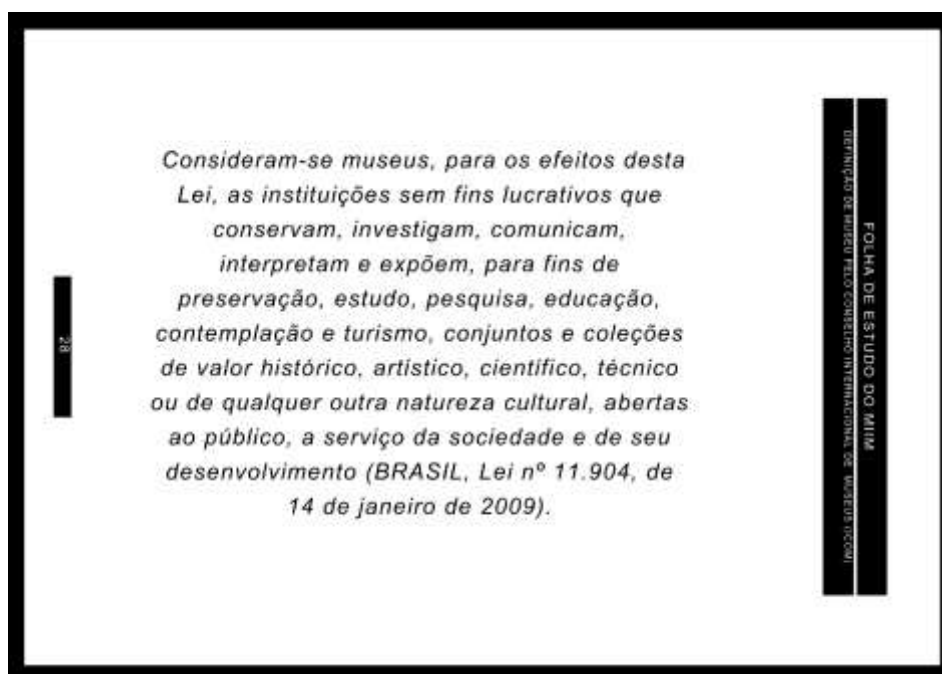 Consideram-se museus, para os efeitos desta
Lei, as instituições sem fins lucrativos que
conservam, investigam, comunicam,
interpretam e expõem, para fins de
preservação, estudo, pesquisa, educação,
contemplação e turismo, conjuntos e coleções
de valor histórico, artístico, científico, técnico
ou de qualquer outra natureza cultural, abertas
ao público, a serviço da sociedade e de seu
desenvolvimento (BRASIL, Lei nº 11.904, de
14 de janeiro de 2009).
FOLHA DE ESTUDO DO MIIM
DEFINIÇÃO DE MUSEU PELO CONSELHO INTERNACIONAL DE MUSEUS (ICOM)
28